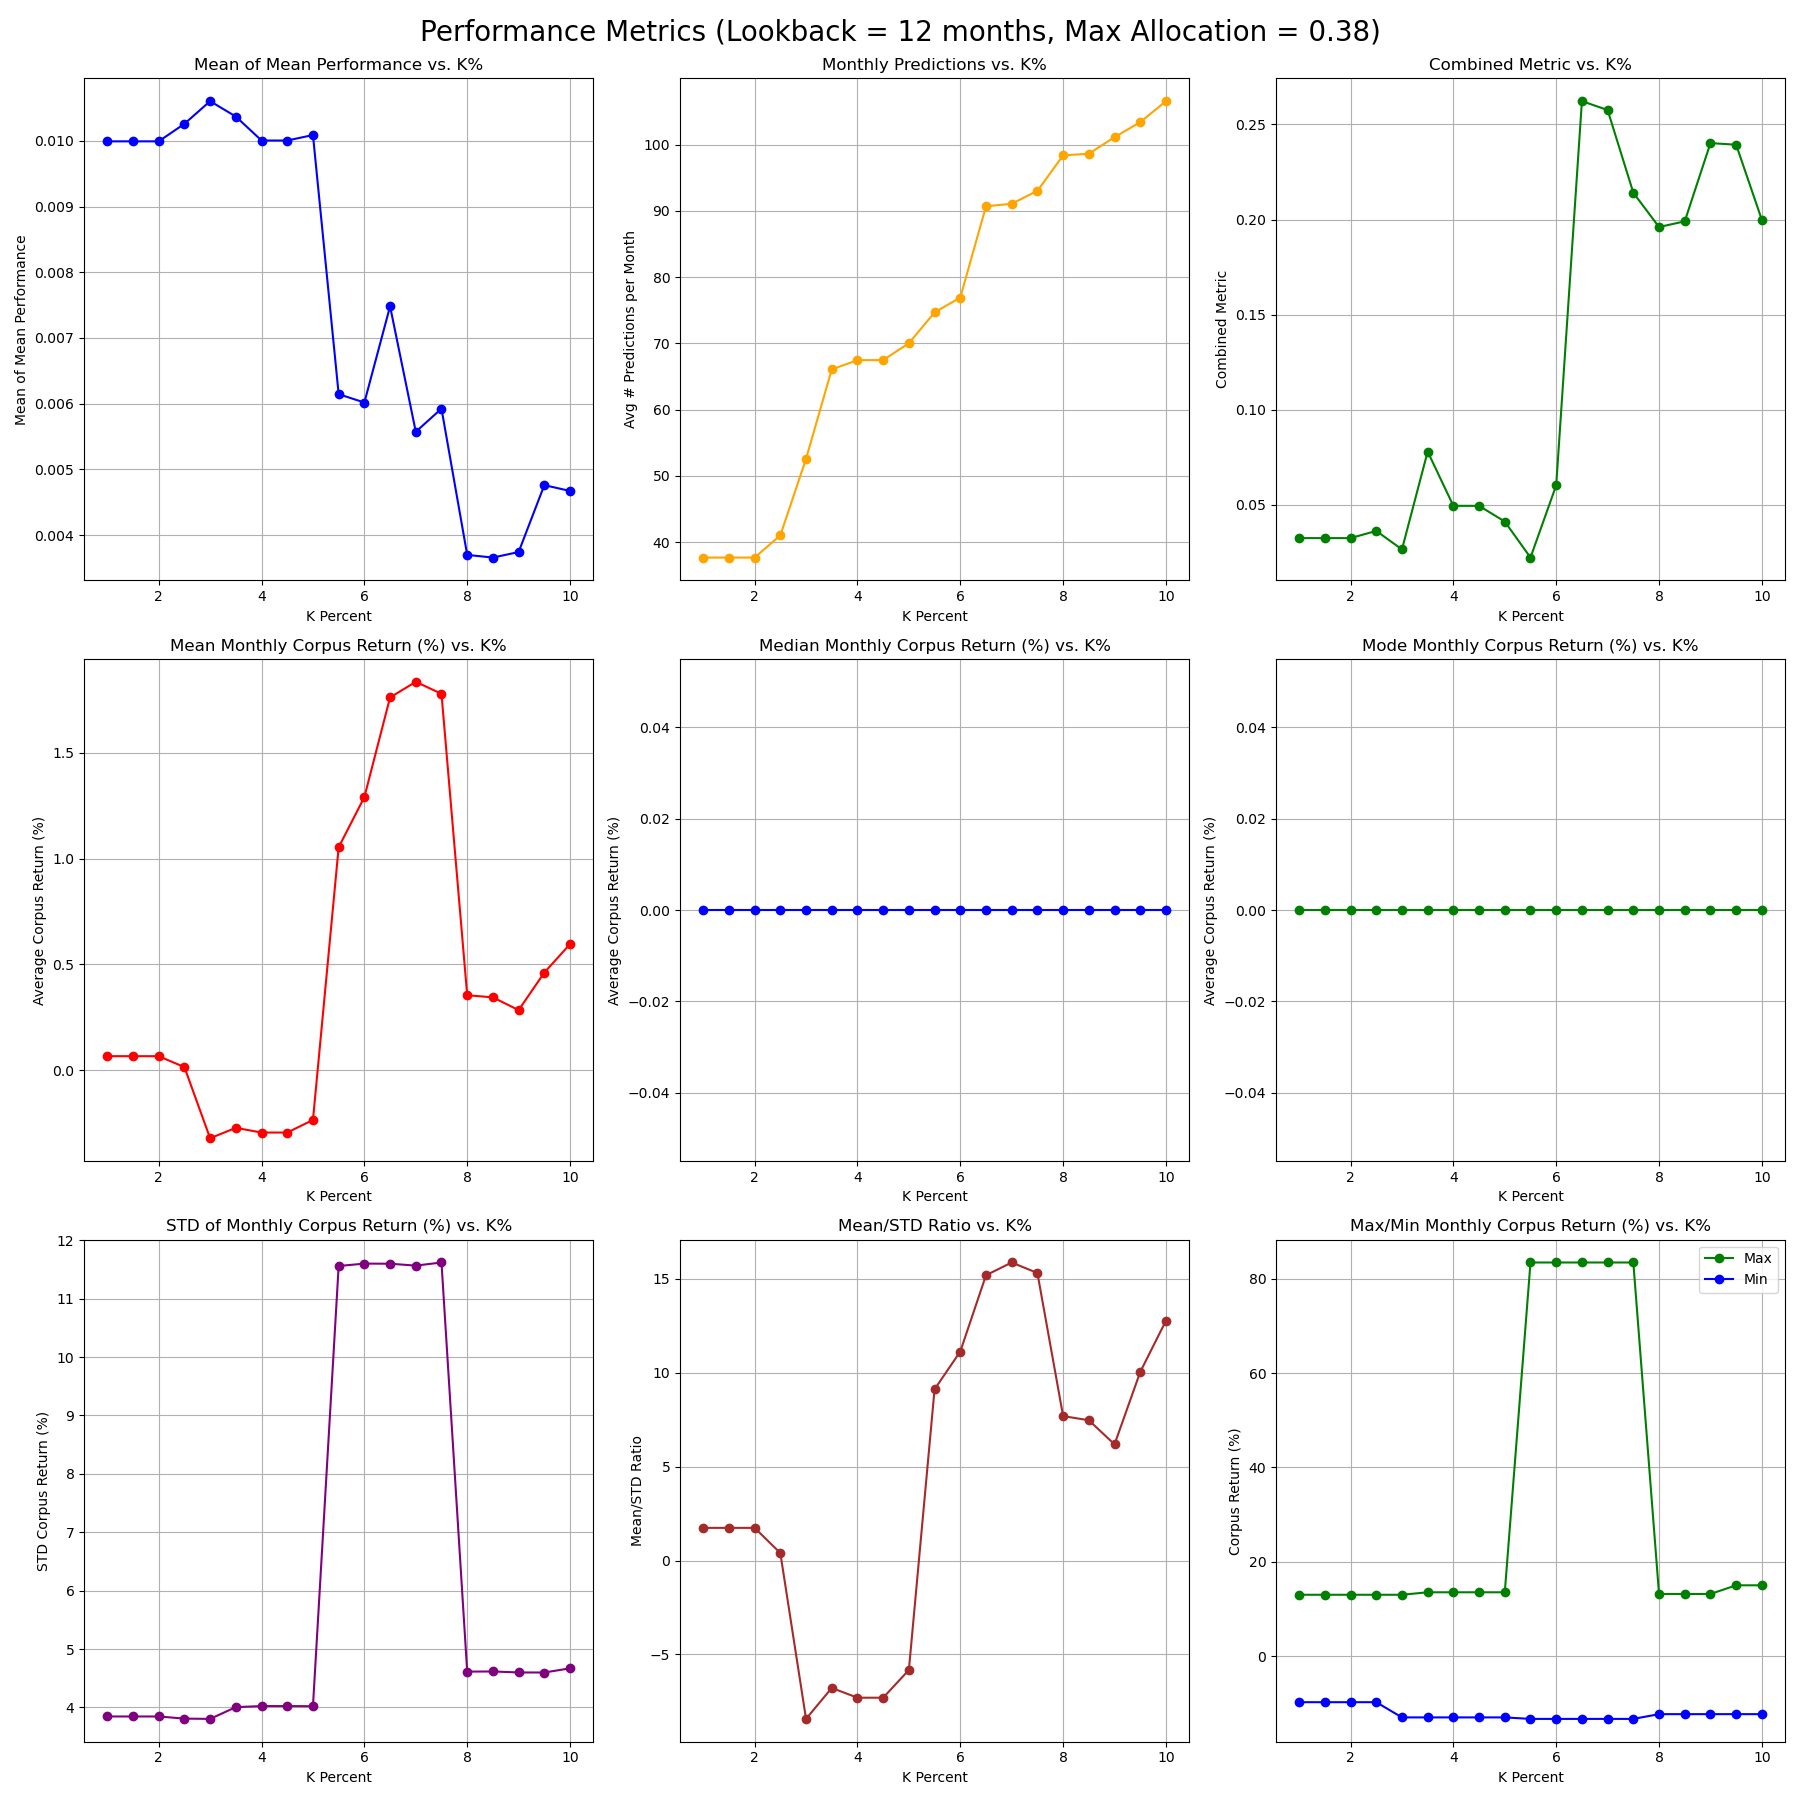 Performance Metrics (Lookback = 12 months, Max Allocation = 0.38)
Mean of Mean Performance vs. K%
Mean of Mean Performance
0.010
0.009
0.008
0.007
0.006
0.005
0.004
2 4 6 8 10
K Percent
Monthly Predictions vs. K%
Avg # Predictions per Month
100
90
80
70
60
50
40
2 4 6 8 10
K Percent
Combined Metric vs. K%
Combined Metric
0.25
0.20
0.15
0.10
0.05
2 4 6 8 10
K Percent
Mean Monthly Corpus Return (%) vs. K%
Average Corpus Return (%)
1.5
1.0
0.5
0.0
2 4 6 8 10
K Percent
Median Monthly Corpus Return (%) vs. K%
Average Corpus Return (%)
0.04
0.02
0.00
−0.02
−0.04
2 4 6 8 10
K Percent
Mode Monthly Corpus Return (%) vs. K%
Average Corpus Return (%)
0.04
0.02
0.00
−0.02
−0.04
2 4 6 8 10
K Percent
STD of Monthly Corpus Return (%) vs. K%
STD Corpus Return (%)
12
11
10
9
8
7
6
5
4
2 4 6 8 10
K Percent
Mean/STD Ratio vs. K%
Mean/STD Ratio
15
10
5
0
−5
2 4 6 8 10
K Percent
Max/Min Monthly Corpus Return (%) vs. K%
Corpus Return (%)
Max
Min
80
60
40
20
0
2 4 6 8 10
K Percent